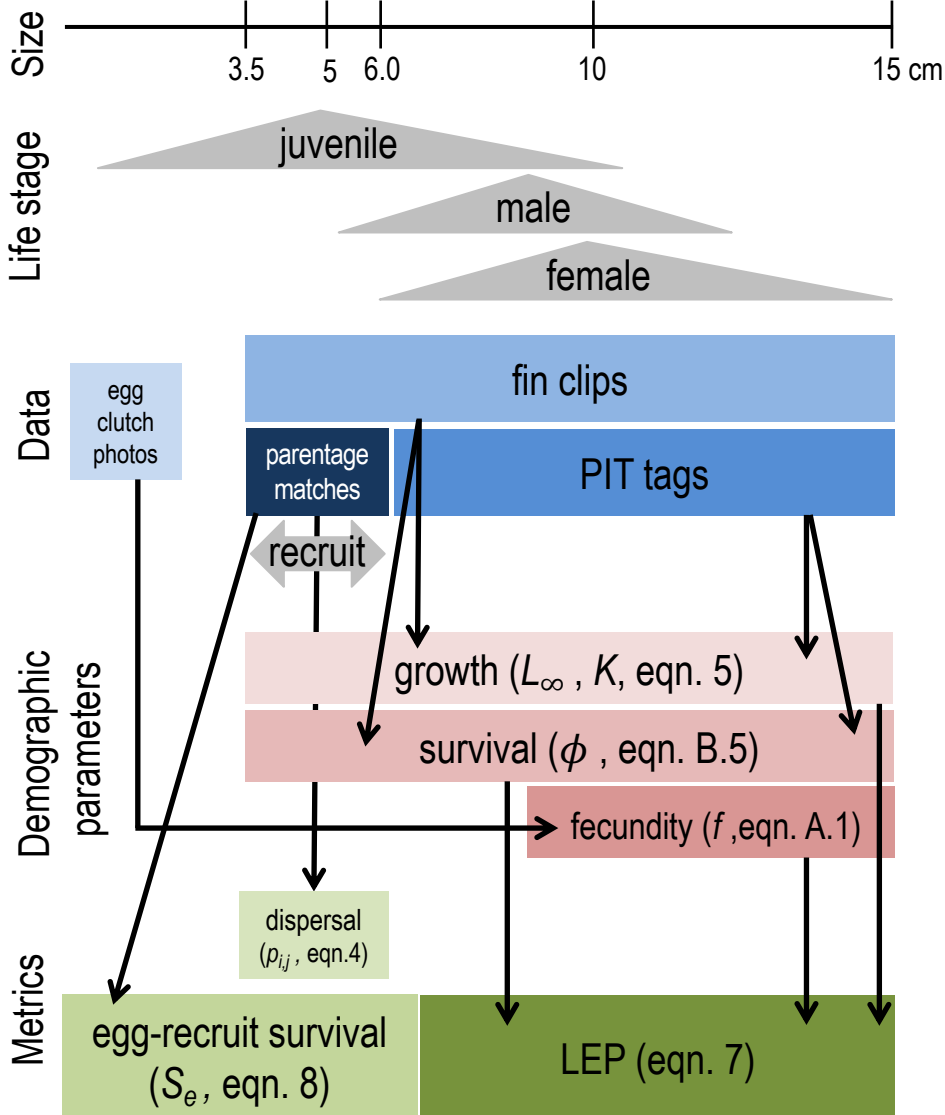 Size
3.5
5
6.0
10
15 cm
Life stage
juvenile
male
female
Data
egg
clutch
photos
fin clips
parentage
matches
PIT tags
recruit
Demographic
parameters
growth (L∞ , K, eqn. 5)
survival (ϕ , eqn. B.5)
fecundity (f ,eqn. A.1)
Metrics
dispersal
(pi,j , eqn.4)
egg-recruit survival
(Se , eqn. 8)
LEP (eqn. 7)